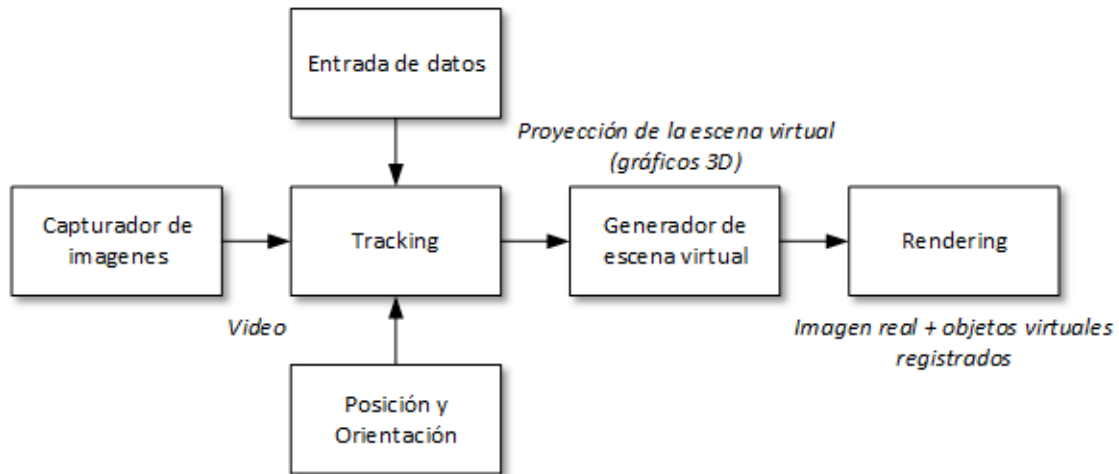 Entrada de datos
Proyección de la escena virtual
(gráficos 3D)
Capturador de
imagenes
Tracking
Generador de
escena virtual
Rendering
Video
Imagen real + objetos virtuales
registrados
Posición y
Orientación